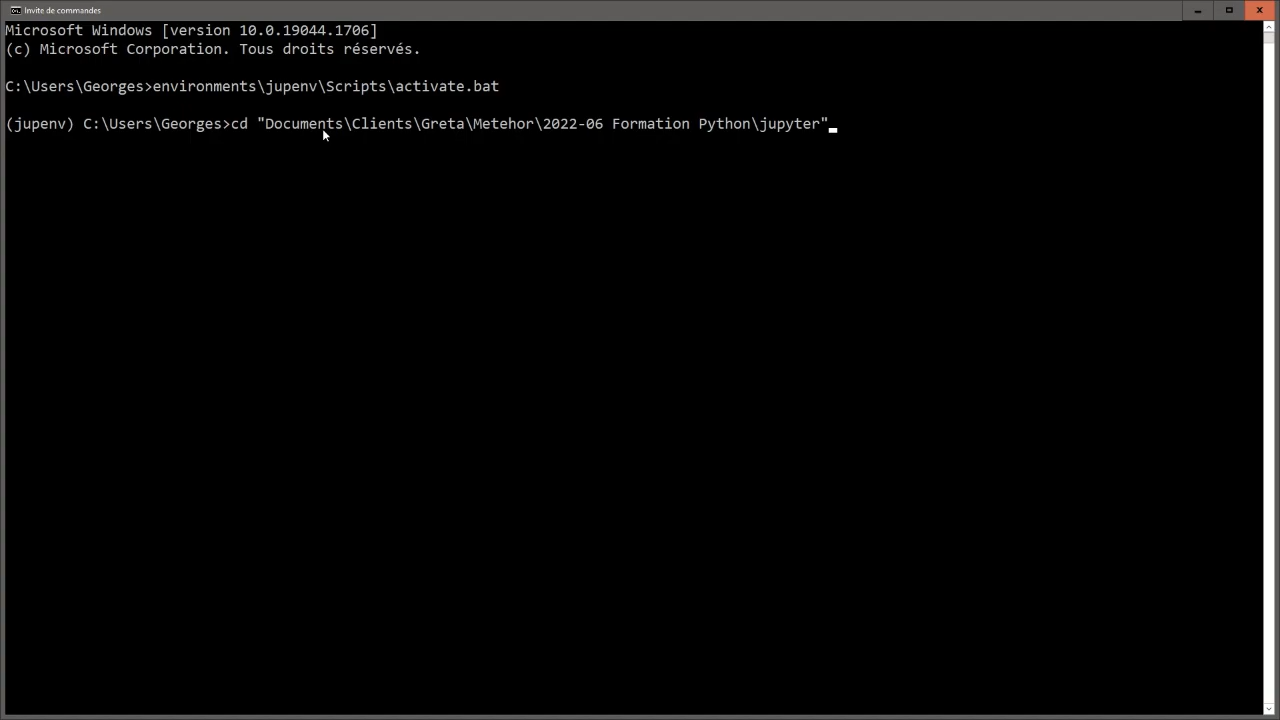 Invite de commandes
Microsoft Windows [version 10.0.19044.1706]
(c) Microsoft Corporation. Tous droits réservés.
C:\Users\Georges>environments\jupenv\Scripts\activate.bat
(jupenv) C:\Users\Georges>cd "Documents\Clients\Greta\Metehor\2022-06 Formation Python\jupyter"